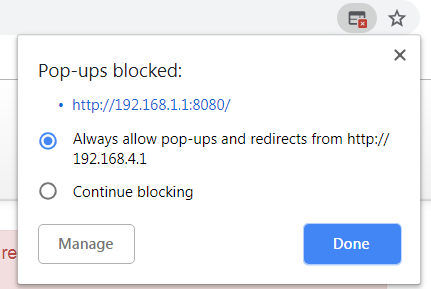 Pop-ups blocked:
• http://192.168.1.1:8080/
Always allow pop-ups and redirects from http://
192.168.4.1
Continue blocking
re
Manage
Done